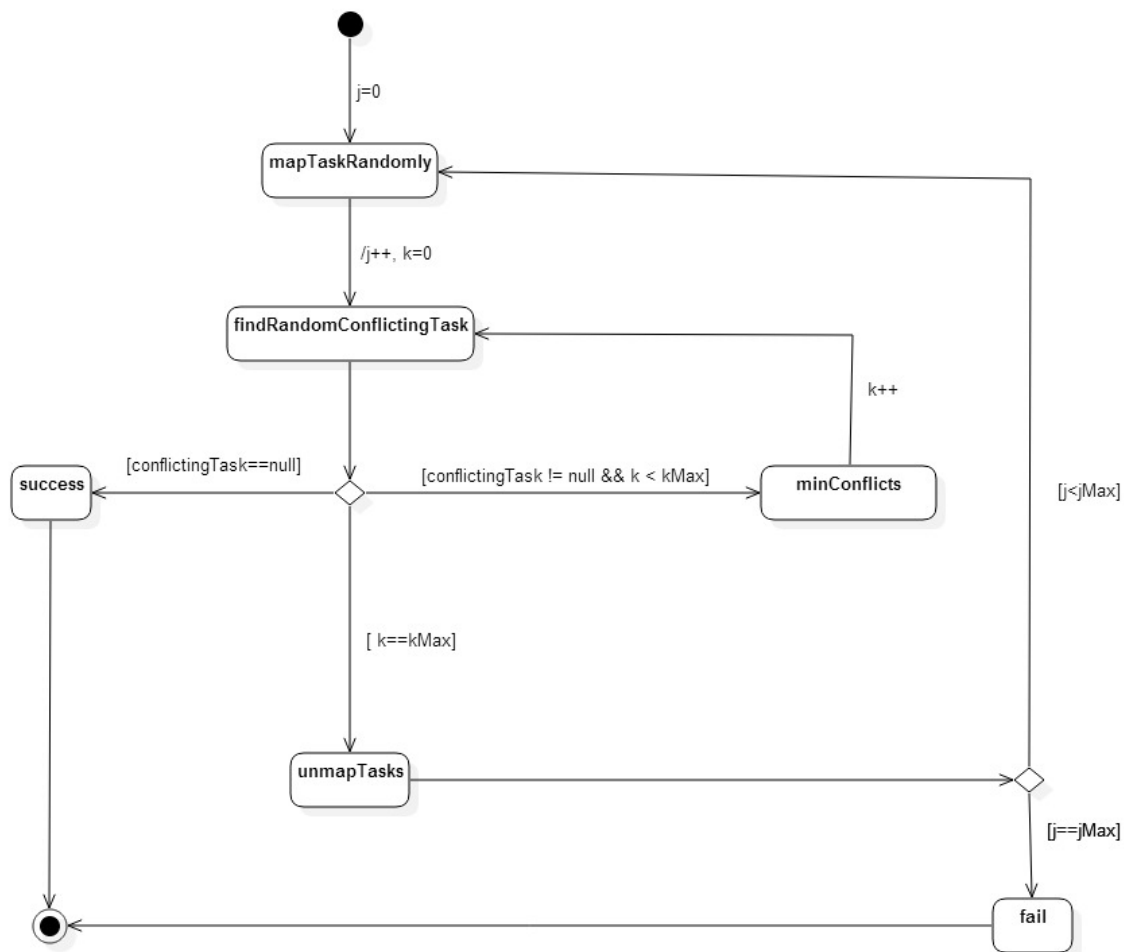 j=0
mapTaskRandomly
/j++, k=0
findRandomConflictingTask
k++
[conflictingTask==null]
[conflictingTask != null && k < kMax]
success
minConflicts
[j<jMax]
[ k==kMax]
unmapTasks
[j==jMax]
fail